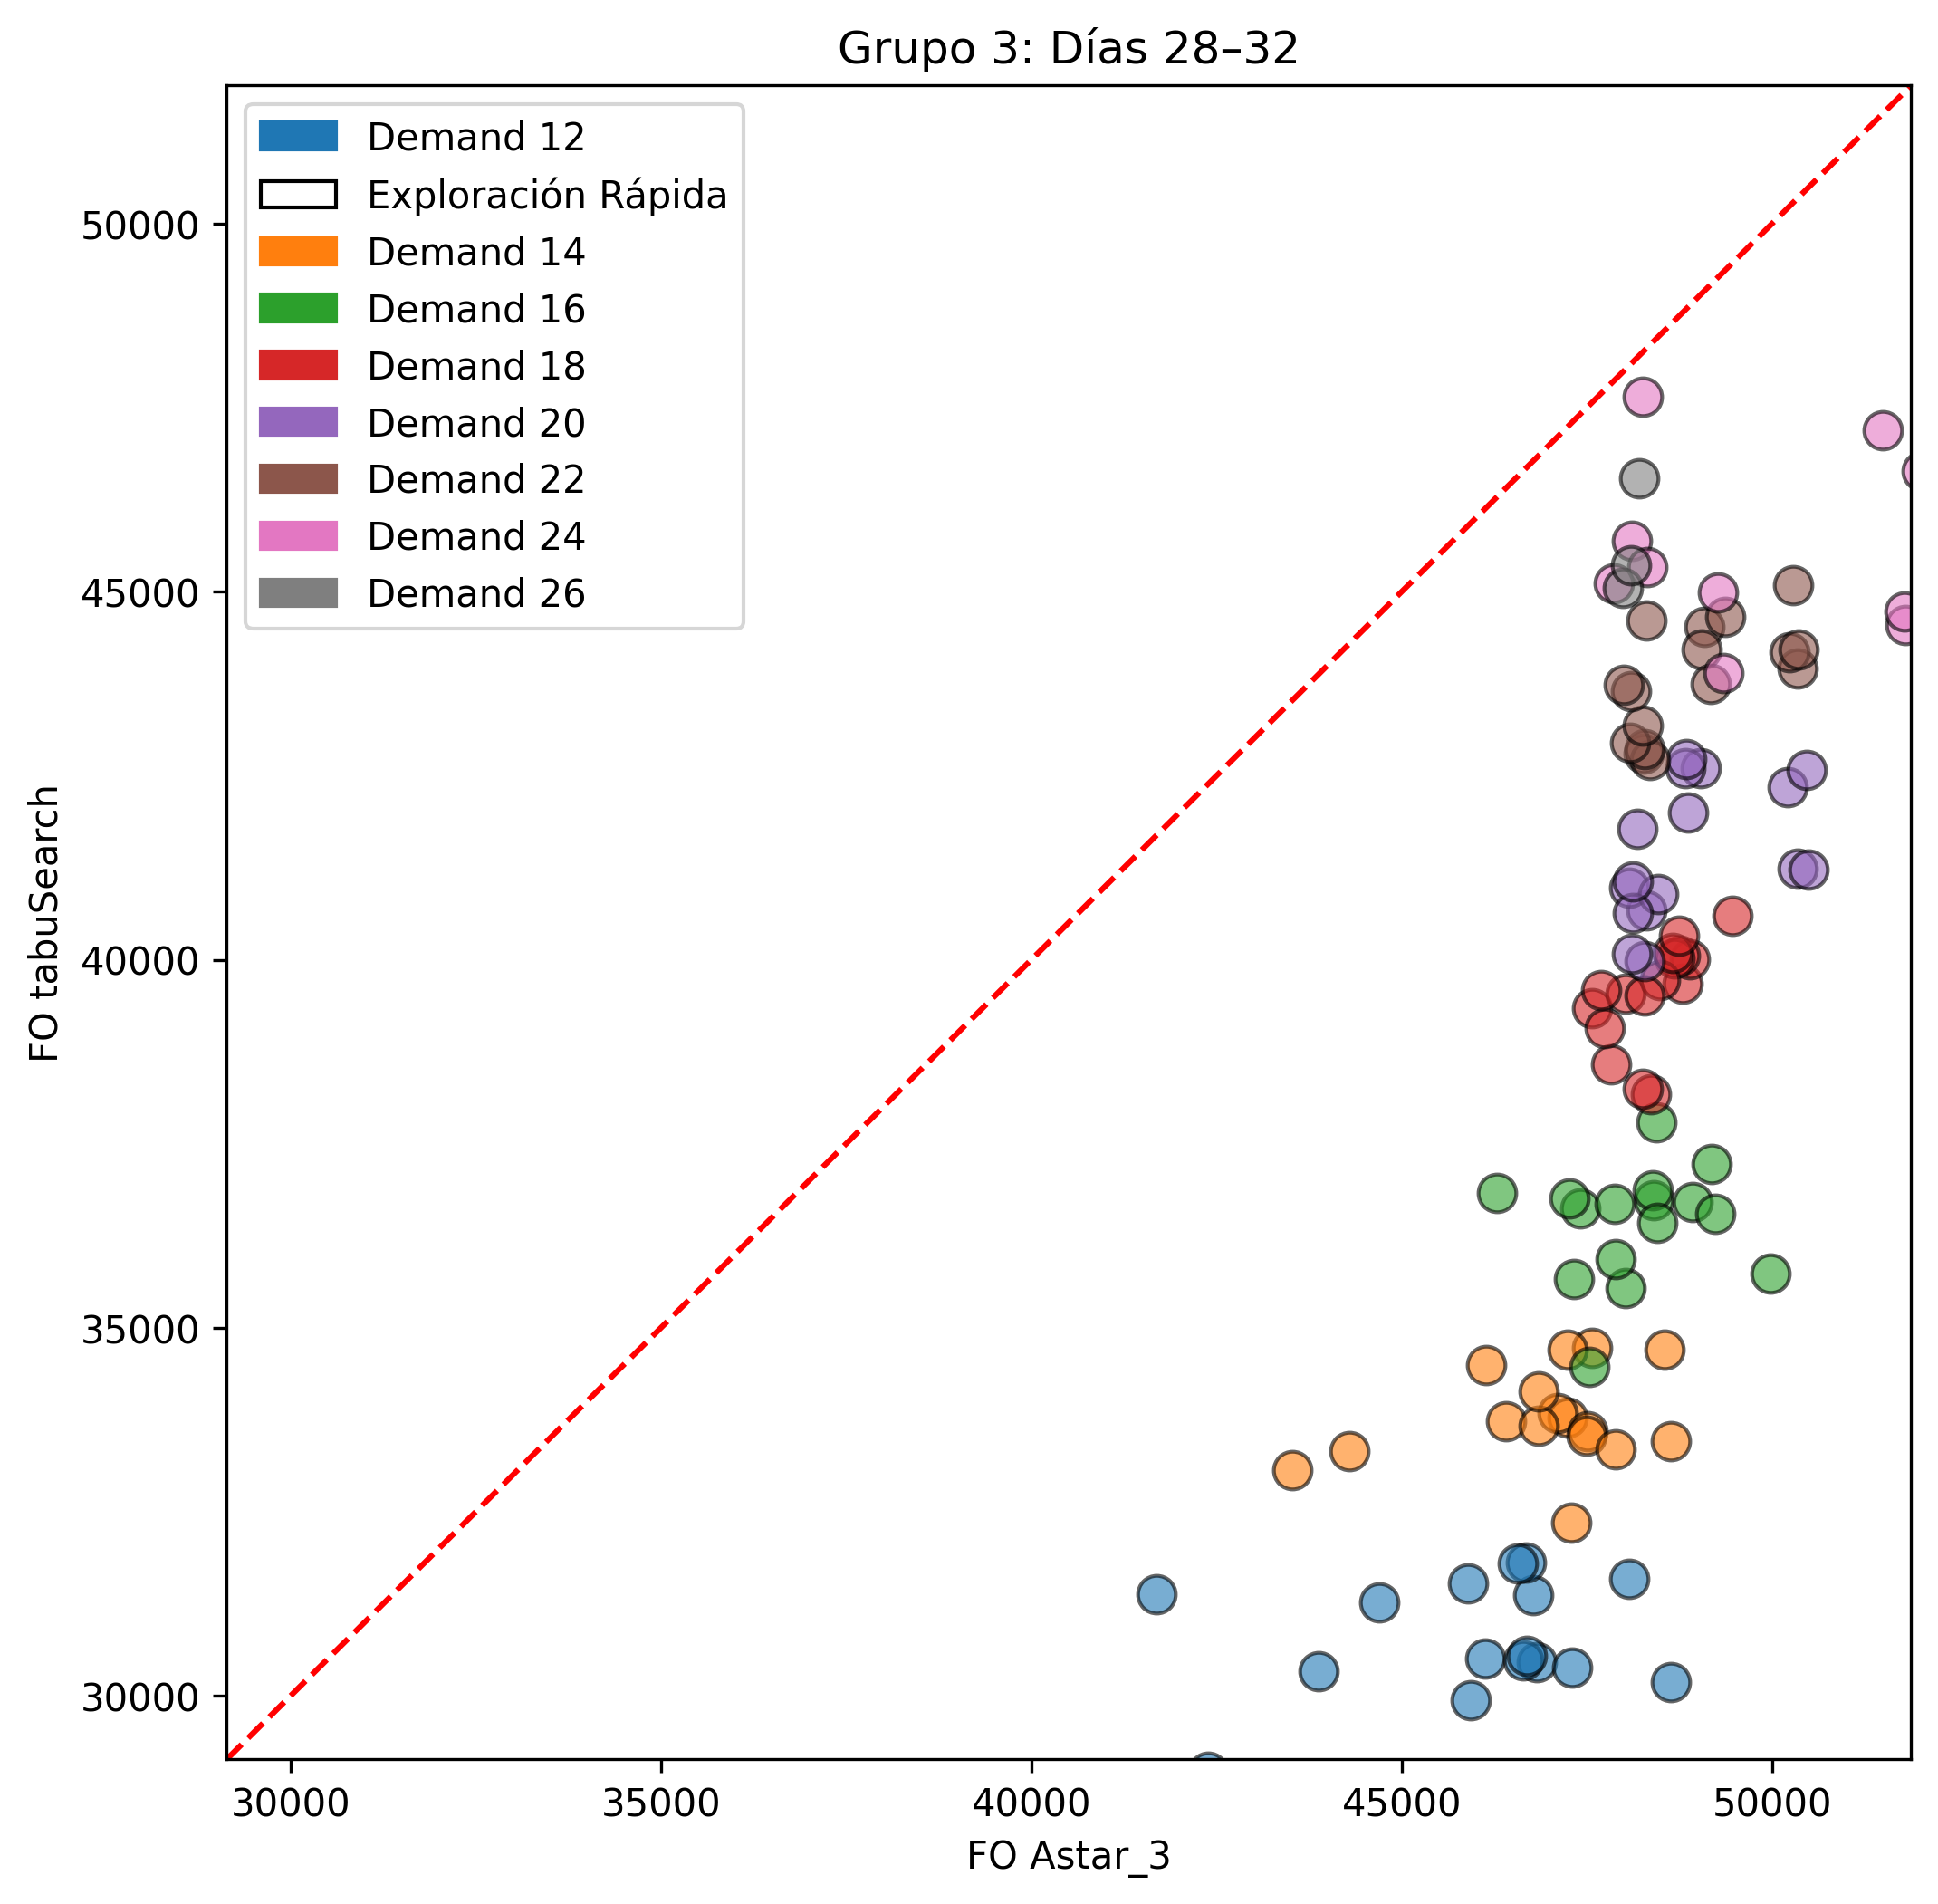 Grupo 3: Días 28–32
Demand 12
Exploración Rápida
Demand 14
Demand 16
Demand 18
Demand 20
Demand 22
Demand 24
Demand 26
50000
45000
40000
35000
30000
FO tabuSearch
30000
35000
40000
45000
50000
FO Astar_3